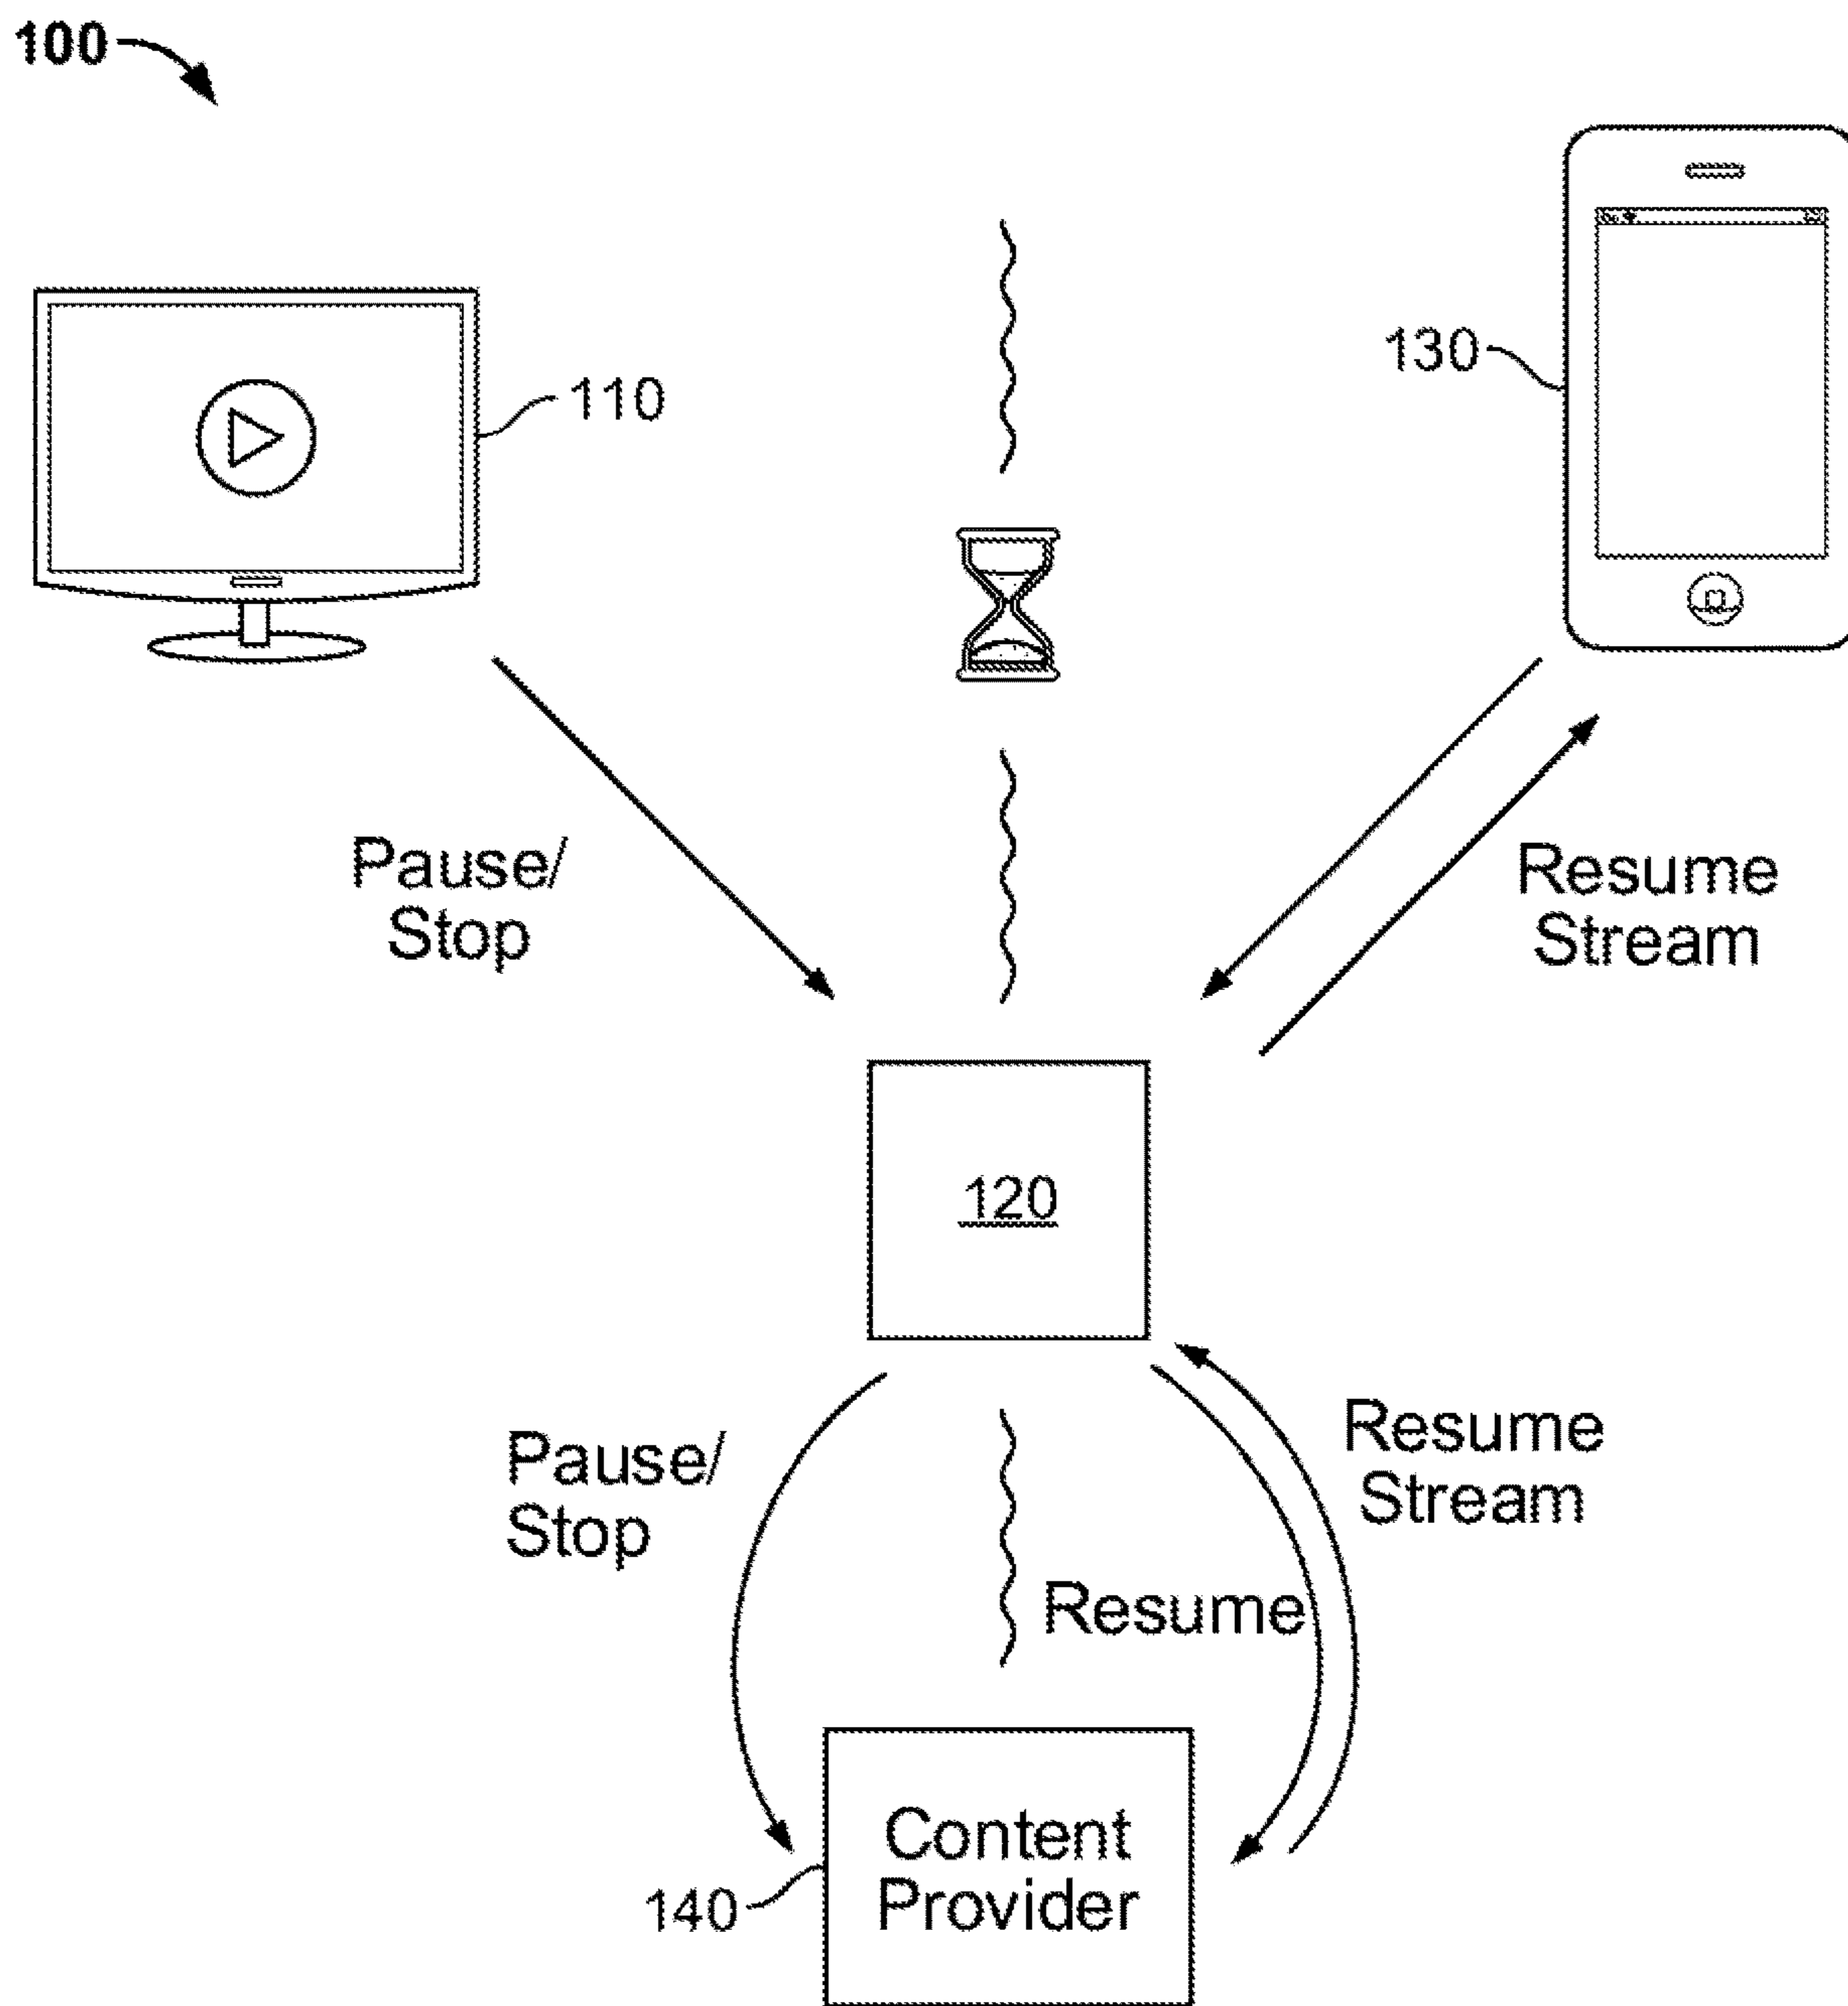 100
110
130
Pause/
Stop
Resume
Stream
120
Pause/
Stop
Resume
Stream
Resume
Content
Provider
140